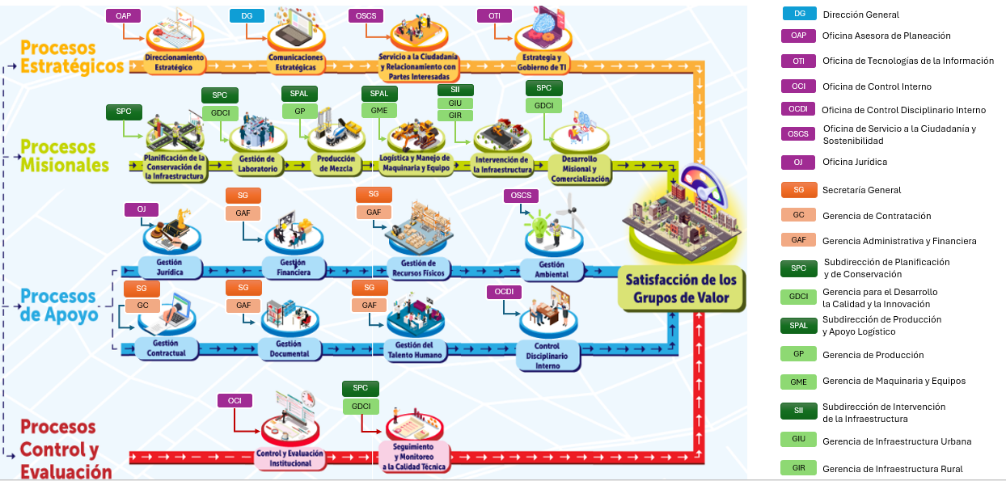 OAP
DG
OSCS
OTI
Procesos
Estratégicos
Direccionamiento
Estratégico
Comunicaciones
Estratégicas
Servicio a la Ciudadanía
y Relacionamiento con
Partes Interesadas
Estrategia y
Gobierno de TI
SPC
SPC
GDCI
SPAL
GP
SPAL
GME
SII
GIU
GIR
SPC
GDCI
Procesos
Misionales
Planificación de la
Conservación de
la Infraestructura
Gestión de
Laboratorio
Producción
de Mezcla
Logística y Manejo de
Maquinaria y Equipo
Intervención de
la Infraestructura
Desarrollo
Misional y
Comercialización
OJ
SG
GAF
SG
GAF
OSCS
Gestión
Jurídica
Gestión
Financiera
Gestión de
Recursos Físicos
Gestión
Ambiental
Satisfacción de los
Grupos de Valor
Procesos
de Apoyo
SG
GC
SG
GAF
SG
GAF
OCDI
Gestión
Contractual
Gestión
Documental
Gestión del
Talento Humano
Control
Disciplinario
Interno
Procesos
Control y
Evaluación
OCI
SPC
GDCI
Control y Evaluación
Institucional
Seguimiento
y Monitoreo
a la Calidad Técnica
DG Dirección General
OAP Oficina Asesora de Planeación
OTI Oficina de Tecnologías de la Información
OCI Oficina de Control Interno
OCDI Oficina de Control Disciplinario Interno
OSCS Oficina de Servicio a la Ciudadanía y
Sostenibilidad
OJ Oficina Jurídica
SG Secretaría General
GC Gerencia de Contratación
GAF Gerencia Administrativa y Financiera
SPC Subdirección de Planificación
y de Conservación
GDCI Gerencia para el Desarrollo
la Calidad y la Innovación
SPAL Subdirección de Producción
y Apoyo Logístico
GP Gerencia de Producción
GME Gerencia de Maquinaria y Equipos
SII Subdirección de Intervención
de la Infraestructura
GIU Gerencia de Infraestructura Urbana
GIR Gerencia de Infraestructura Rural